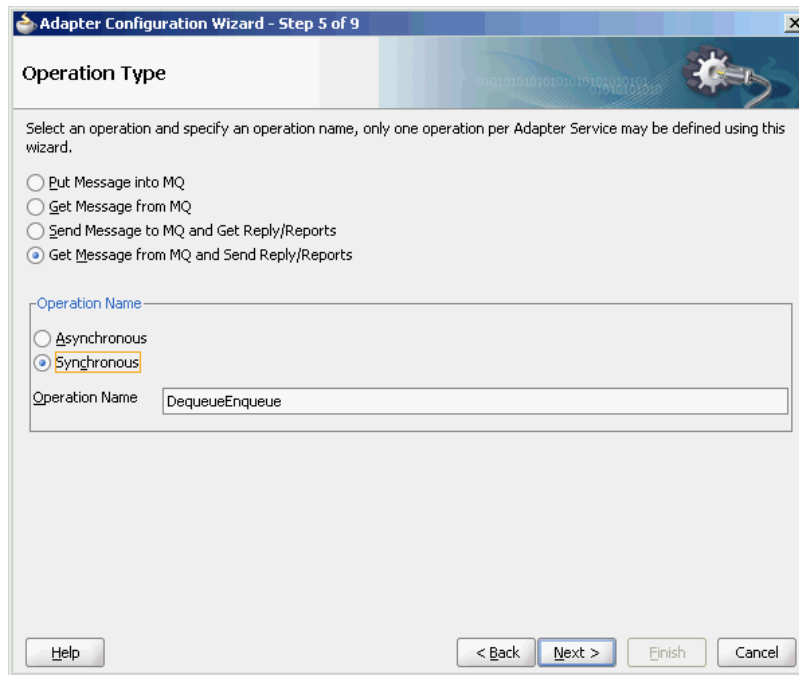 Adapter Configuration Wizard - Step 5 of 9
Operation Type
Select an operation and specify an operation name, only one operation per Adapter Service may be defined using this
wizard.
Put Message into MQ
Get Message from MQ
Send Message to MQ and Get Reply/Reports
Get Message from MQ and Send Reply/Reports
Operation Name
Asynchronous
Synchronous
Operation Name DequeueEnqueue
Help < Back Next > Finish Cancel